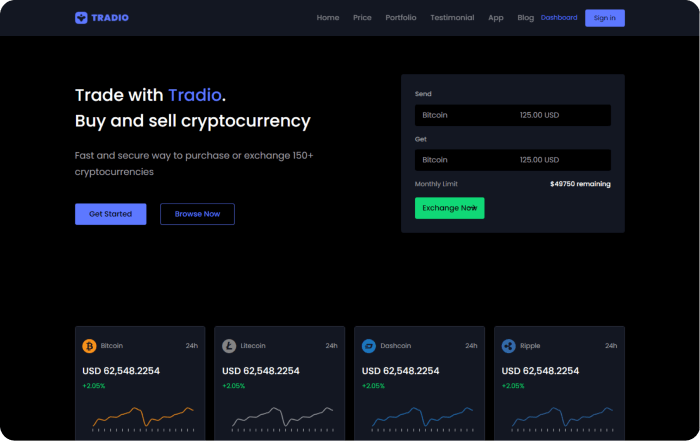 TRADIO
Home Price Portfolio Testimonial App Blog Dashboard Sign in
Trade with Tradio.
Buy and sell cryptocurrency
Fast and secure way to purchase or exchange 150+
cryptocurrencies
Get Started Browse Now
Send
Bitcoin 125.00 USD
Get
Bitcoin 125.00 USD
Monthly Limit $49750 remaining
Exchange Now
Bitcoin 24h
USD 62,548.2254
+2.05%
Litecoin 24h
USD 62,548.2254
+2.05%
Dashcoin 24h
USD 62,548.2254
+2.05%
Ripple 24h
USD 62,548.2254
+2.05%